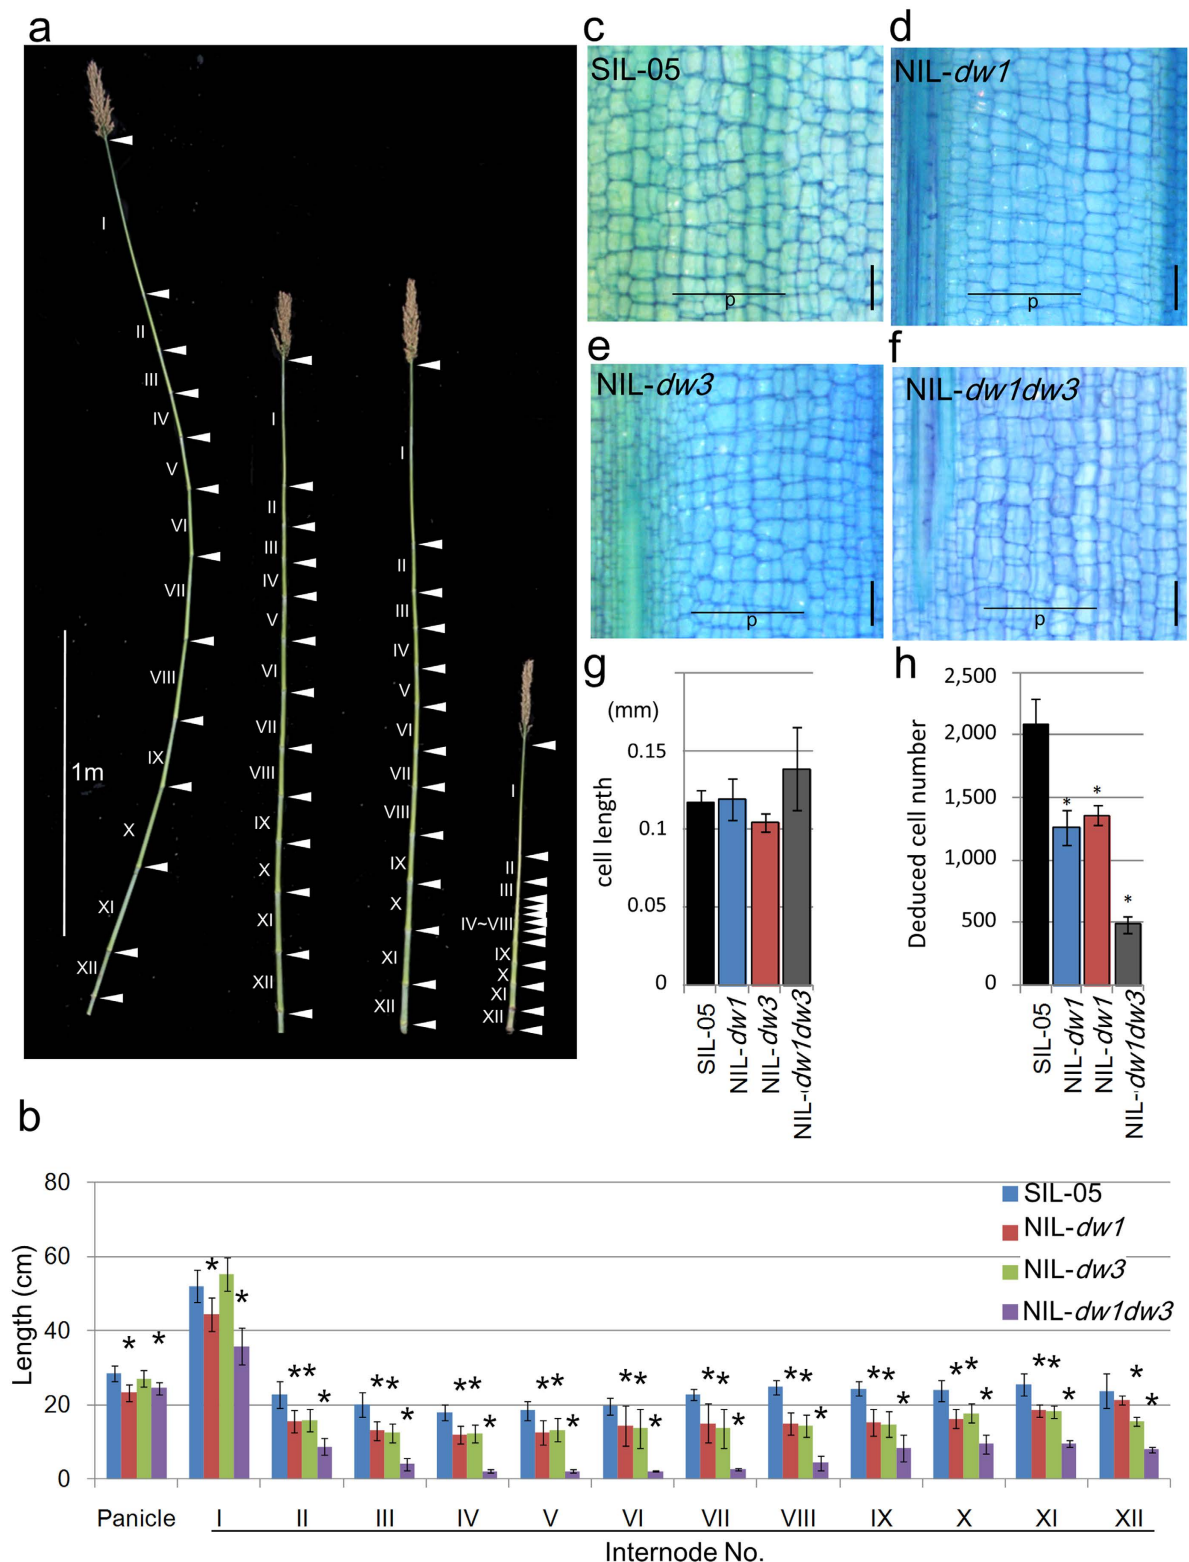 a
I
II
III
IV
V
VI
VII
VIII
IX
X
XI
XII
1m
I
II
III
IV
V
VI
VII
VIII
IX
X
XI
XII
I
II
III
IV
V
VI
VII
VIII
IX
X
XI
XII
I
II
III
IV~VIII
IX
X
XI
XII
c
SIL-05
p
d
NIL-dw1
p
e
NIL-dw3
p
f
NIL-dw1dw3
p
g
(mm)
0.15
0.1
0.05
0
cell length
SIL-05
NIL-dw1
NIL-dw3
NIL-dw1dw3
h
2,500
2,000
1,500
1,000
500
0
Deduced cell number
* * *
SIL-05
NIL-dw1
NIL-dw1
NIL-dw1dw3
b
80
60
40
20
0
Length (cm)
SIL-05
NIL-dw1
NIL-dw3
NIL-dw1dw3
* * * * ** * ** * ** * ** * ** * ** * ** * ** * ** * ** * * *
Panicle I II III IV V VI VII VIII IX X XI XII
Internode No.